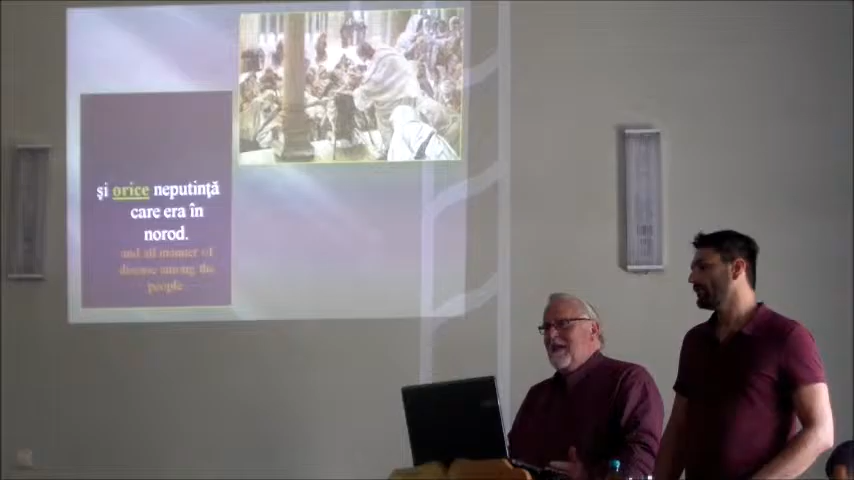 și orice neputință
care era în
norod.
and all manner of
disease among the
people